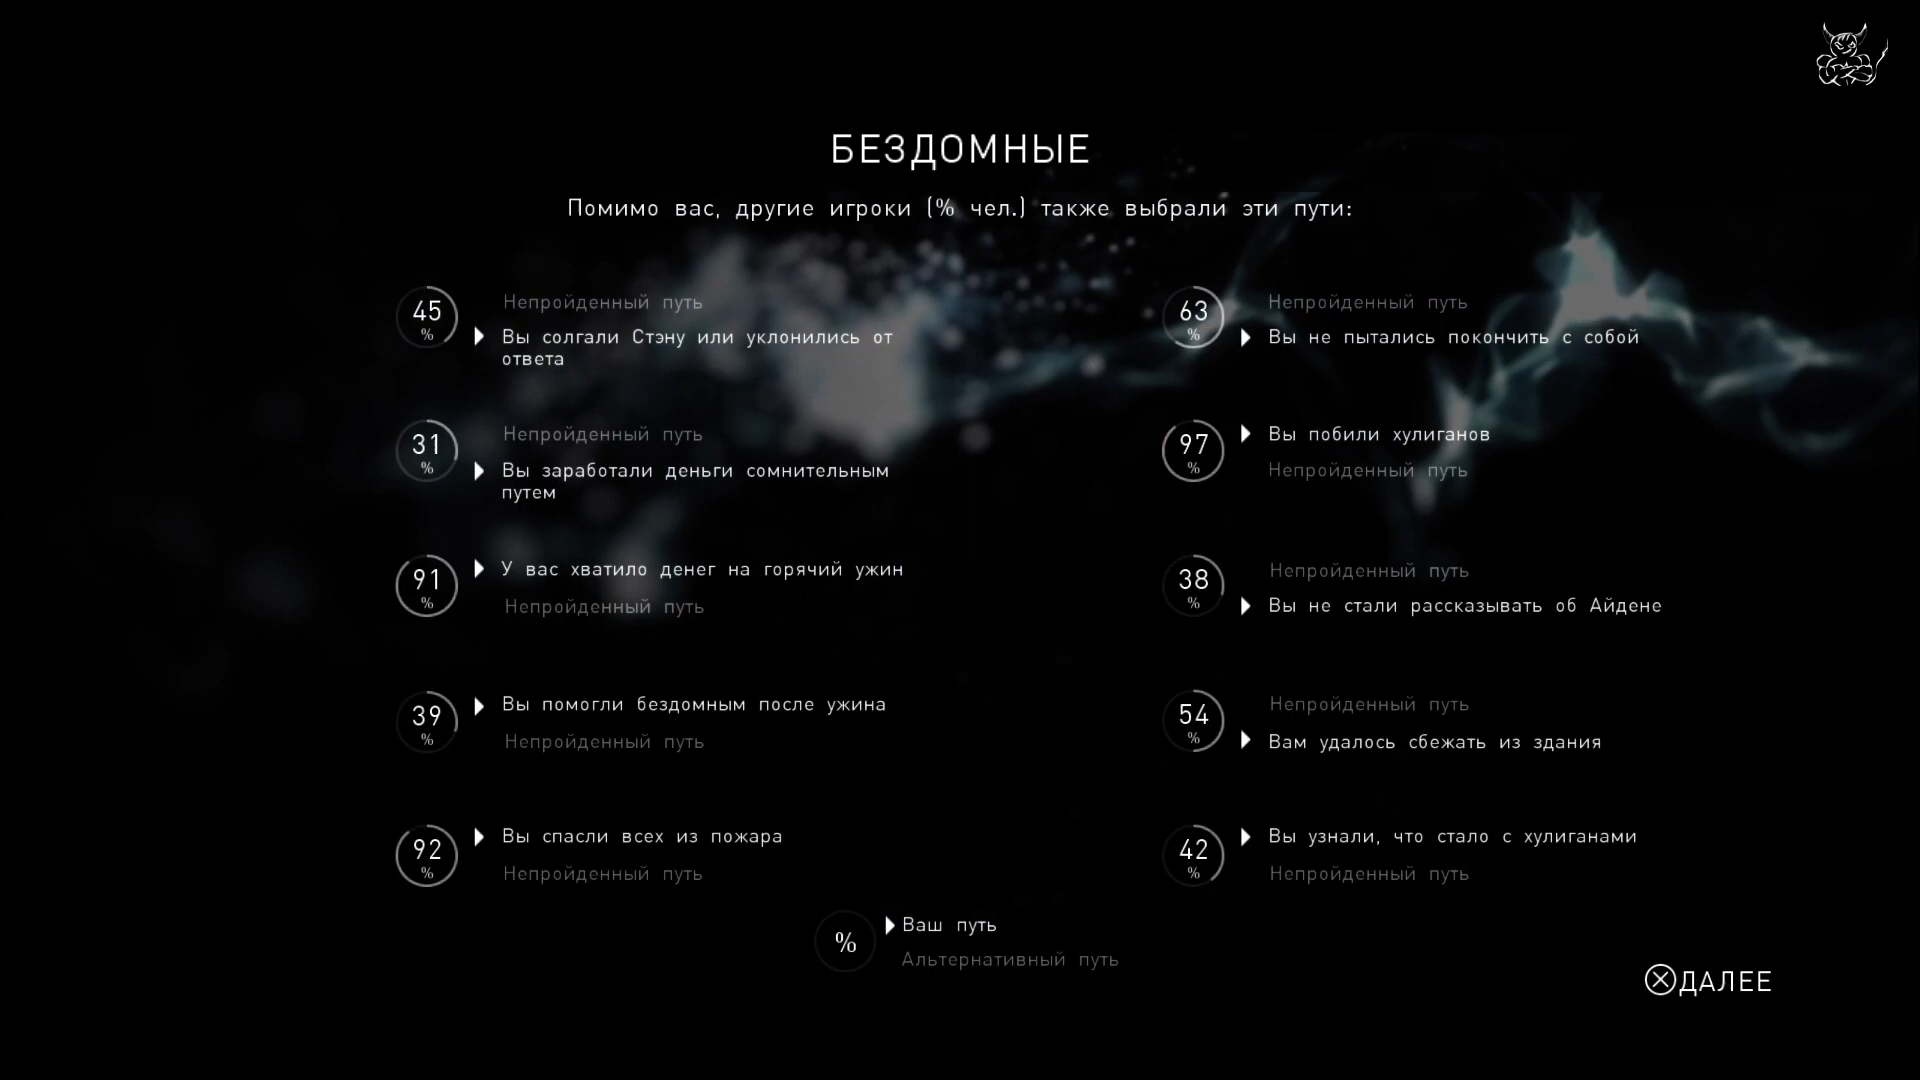 БЕЗДОМНЫЕ
Помимо вас, другие игроки (% чел.) также выбрали эти пути:
45
%
Непройденный путь
Вы солгали Стэну или уклонились от
ответа
31
%
Непройденный путь
Вы заработали деньги сомнительным
путем
91
%
У вас хватило денег на горячий ужин
Непройденный путь
39
%
Вы помогли бездомным после ужина
Непройденный путь
92
%
Вы спасли всех из пожара
Непройденный путь
63
%
Непройденный путь
Вы не пытались покончить с собой
97
%
Вы побили хулиганов
Непройденный путь
38
%
Непройденный путь
Вы не стали рассказывать об Айдене
54
%
Непройденный путь
Вам удалось сбежать из здания
42
%
Вы узнали, что стало с хулиганами
Непройденный путь
%
Ваш путь
Альтернативный путь
ДАЛЕЕ